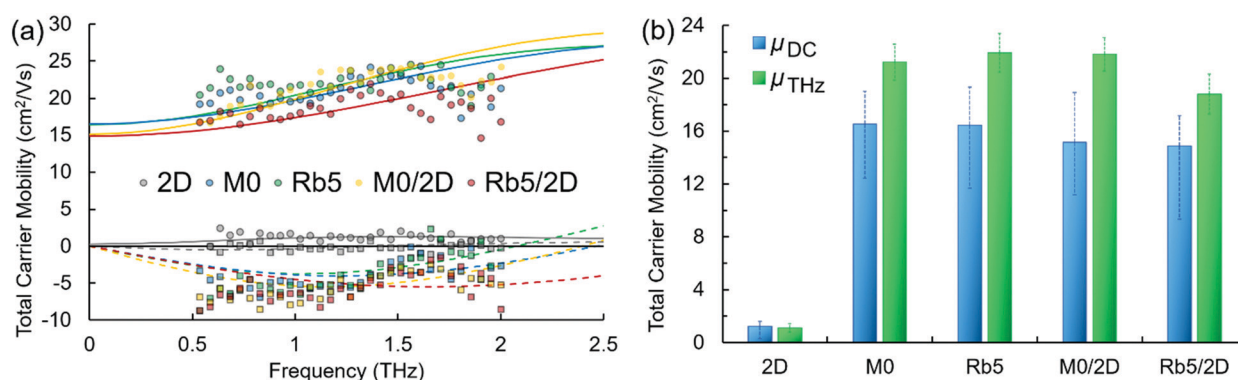 (a)
Total Carrier Mobility (cm²/Vs)
30
25
20
15
10
5
0
-5
-10
2D M0 Rb5 M0/2D Rb5/2D
0 0.5 1 1.5 2 2.5
Frequency (THz)
(b)
Total Carrier Mobility (cm²/Vs)
24
20
16
12
8
4
0
μDC
μTHz
2D M0 Rb5 M0/2D Rb5/2D